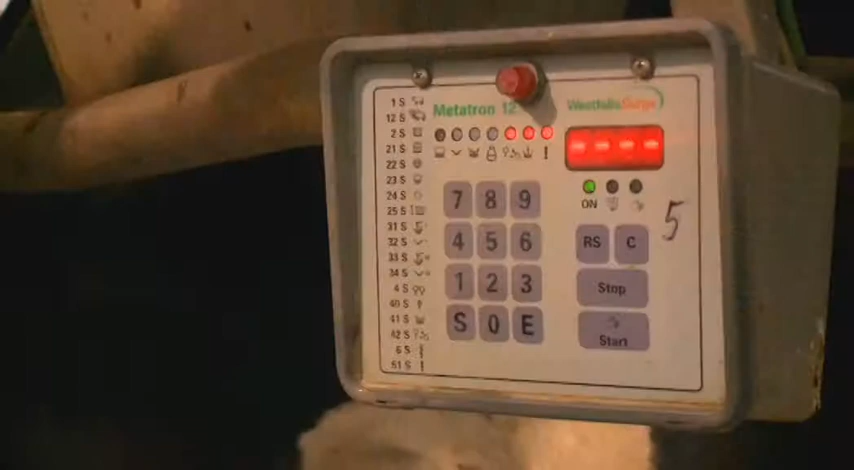 Metatron 12
WestfaliaSurge
1 S
12 S
2 S
21 S
22 S
23 S
24 S
25 S
31 S
32 S
33 S
34 S
4 S
40 S
41 S
42 S
5 S
51 S
- - - -
ON
7 8 9
4 5 6
1 2 3
S 0 E
RS C
Stop
Start
5